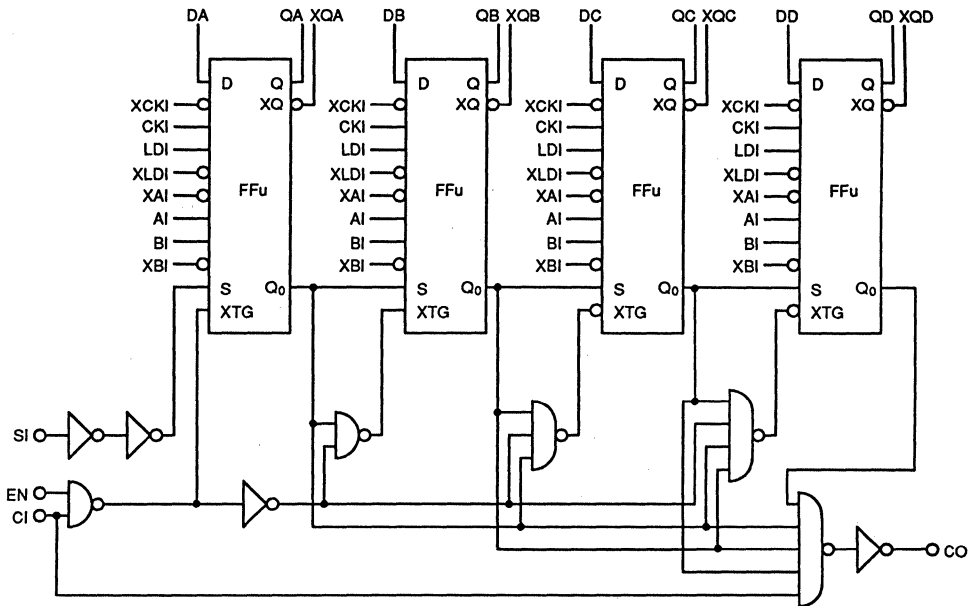 DA QA XQA DB QB XQB DC QC XQC DD QD XQD
D Q D Q D Q D Q
XCKI XQ XCKI XQ XCKI XQ XCKI XQ
CKI CKI CKI CKI
LDI LDI LDI LDI
XLDI XLDI XLDI XLDI
FFu FFu FFu FFu
XAI XAI XAI XAI
AI AI AI AI
BI BI BI BI
XBI XBI XBI XBI
S Q0 S Q0 S Q0 S Q0
XTG XTG XTG XTG
SI
EN
CI
CO